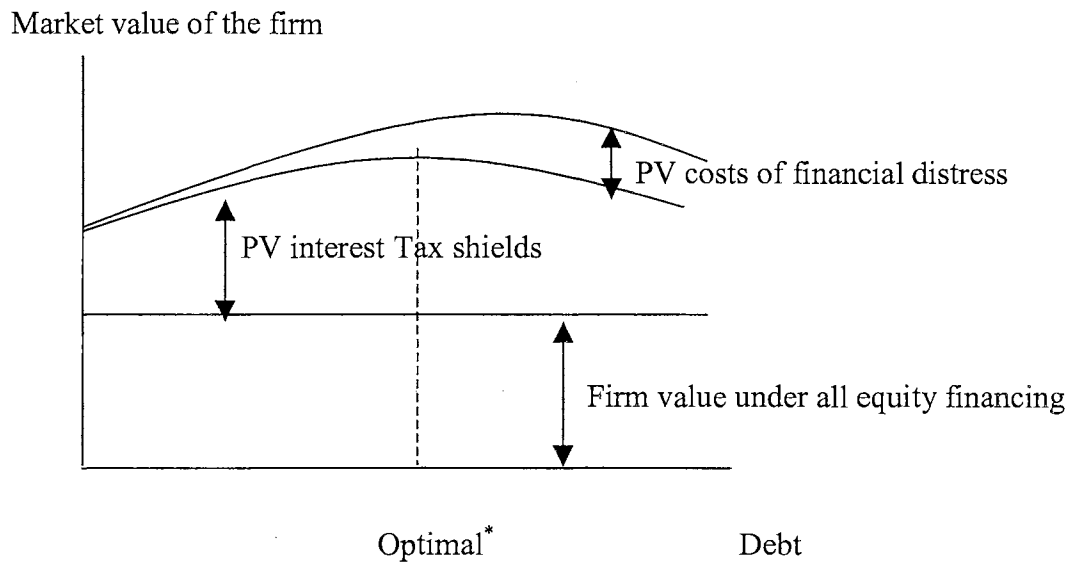 Market value of the firm
PV costs of financial distress
PV interest Tax shields
Firm value under all equity financing
Optimal*
Debt